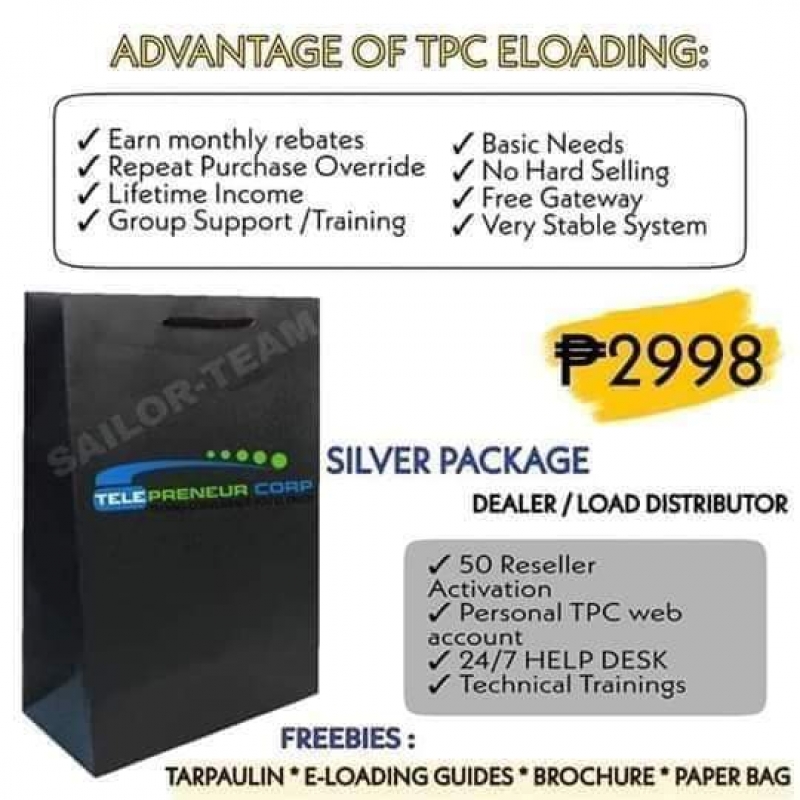 ADVANTAGE OF TPC ELOADING:
✓ Earn monthly rebates
✓ Repeat Purchase Override
✓ Lifetime Income
✓ Group Support /Training
✓ Basic Needs
✓ No Hard Selling
✓ Free Gateway
✓ Very Stable System
₱2998
SAILOR-TEAM
TELEPRENEUR CORP
SILVER PACKAGE
DEALER / LOAD DISTRIBUTOR
✓ 50 Reseller
Activation
✓ Personal TPC web
account
✓ 24/7 HELP DESK
✓ Technical Trainings
FREEBIES :
TARPAULIN * E-LOADING GUIDES * BROCHURE * PAPER BAG